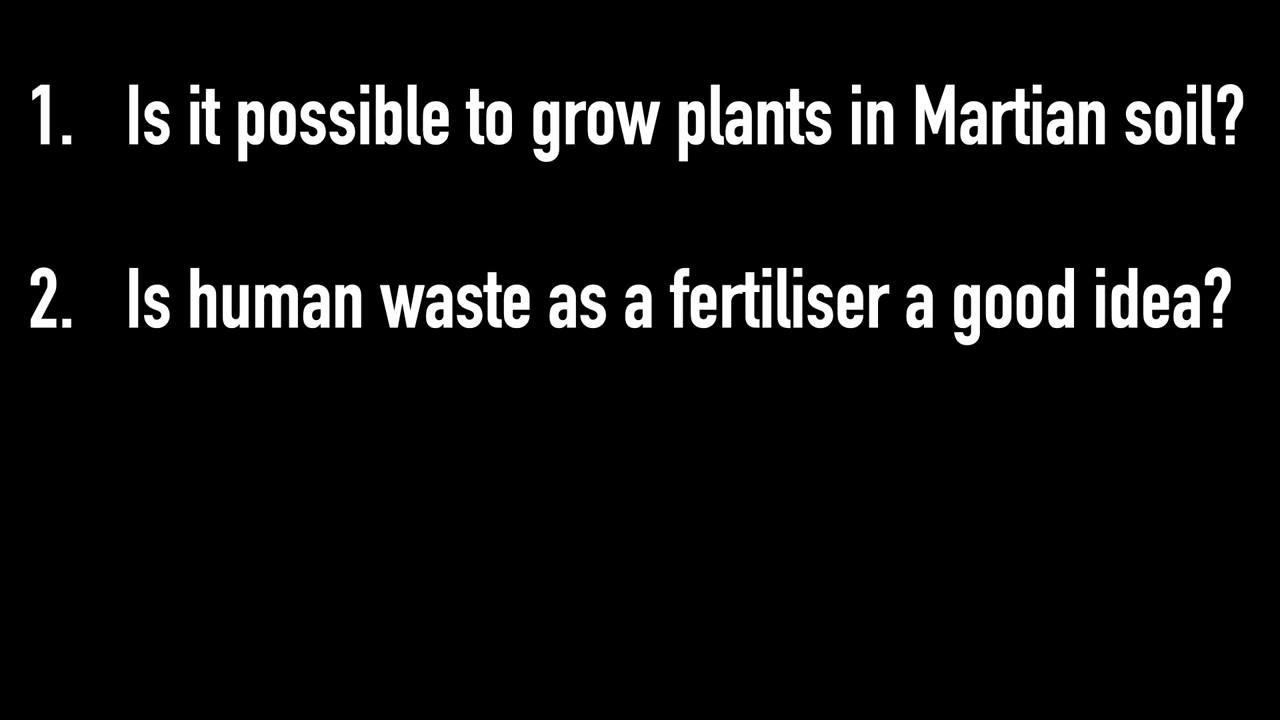 1. Is it possible to grow plants in Martian soil?
2. Is human waste as a fertiliser a good idea?